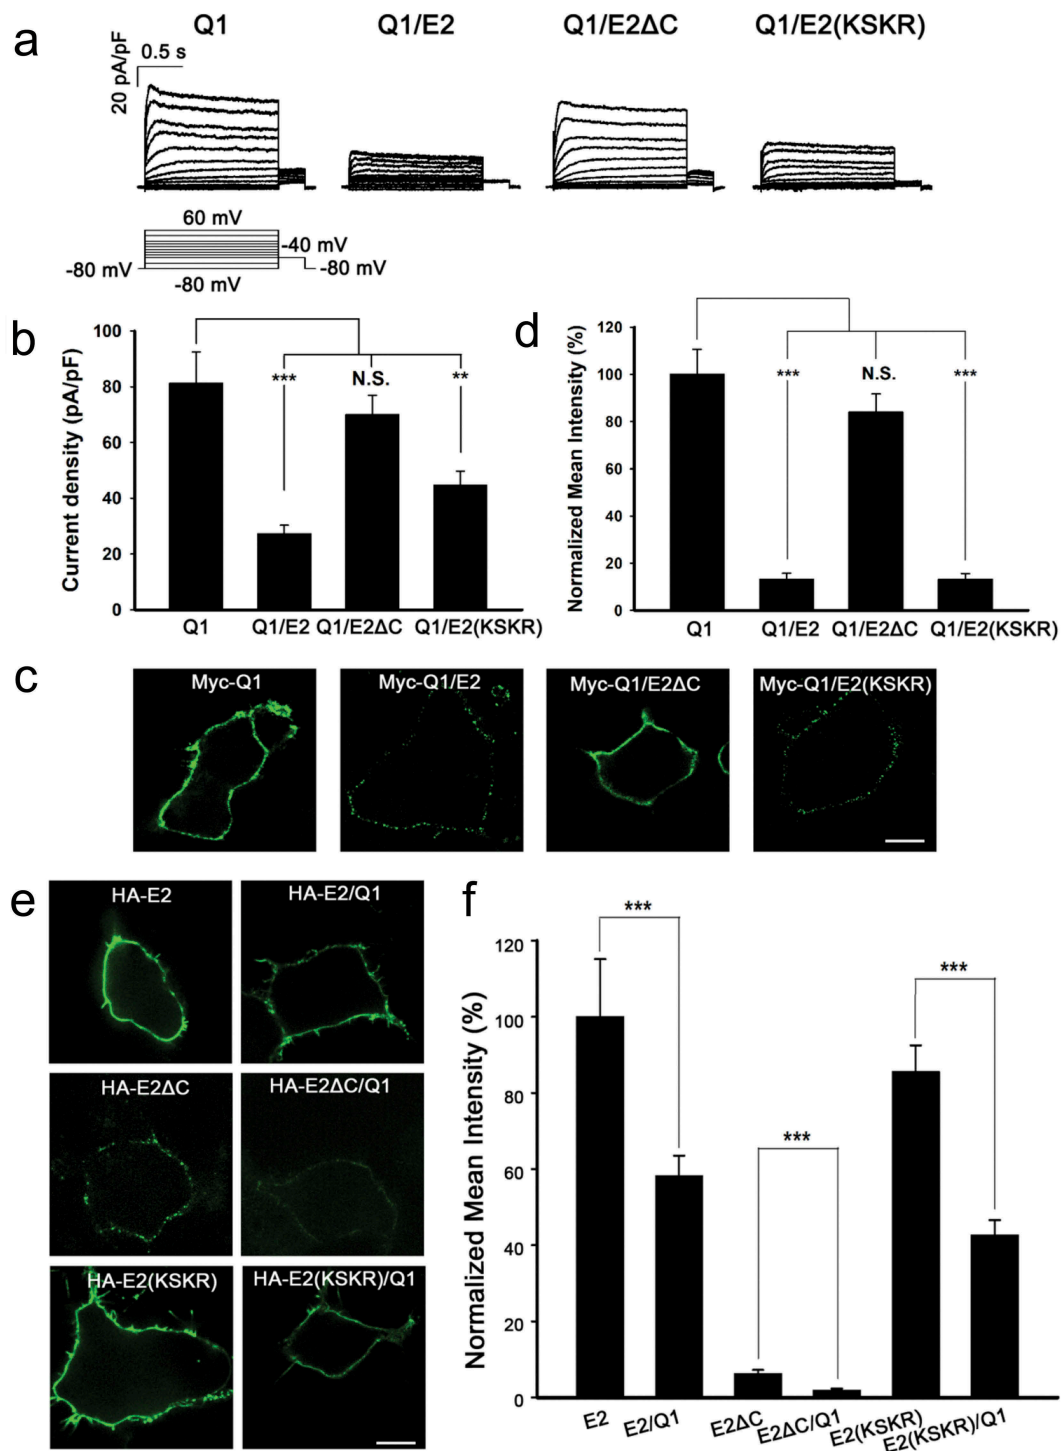 a
Q1 Q1/E2 Q1/E2ΔC Q1/E2(KSKR)
0.5 s
20 pA/pF
60 mV
-40 mV
-80 mV -80 mV
-80 mV
b
Current density (pA/pF)
100
80
60
40
20
0
*** N.S. **
Q1 Q1/E2 Q1/E2ΔC Q1/E2(KSKR)
d
Normalized Mean Intensity (%)
120
100
80
60
40
20
0
*** N.S. ***
Q1 Q1/E2 Q1/E2ΔC Q1/E2(KSKR)
c
Myc-Q1 Myc-Q1/E2 Myc-Q1/E2ΔC Myc-Q1/E2(KSKR)
e
HA-E2 HA-E2/Q1
HA-E2ΔC HA-E2ΔC/Q1
HA-E2(KSKR) HA-E2(KSKR)/Q1
f
Normalized Mean Intensity (%)
120
100
80
60
40
20
0
*** *** ***
E2 E2/Q1 E2ΔC E2ΔC/Q1 E2(KSKR) E2(KSKR)/Q1